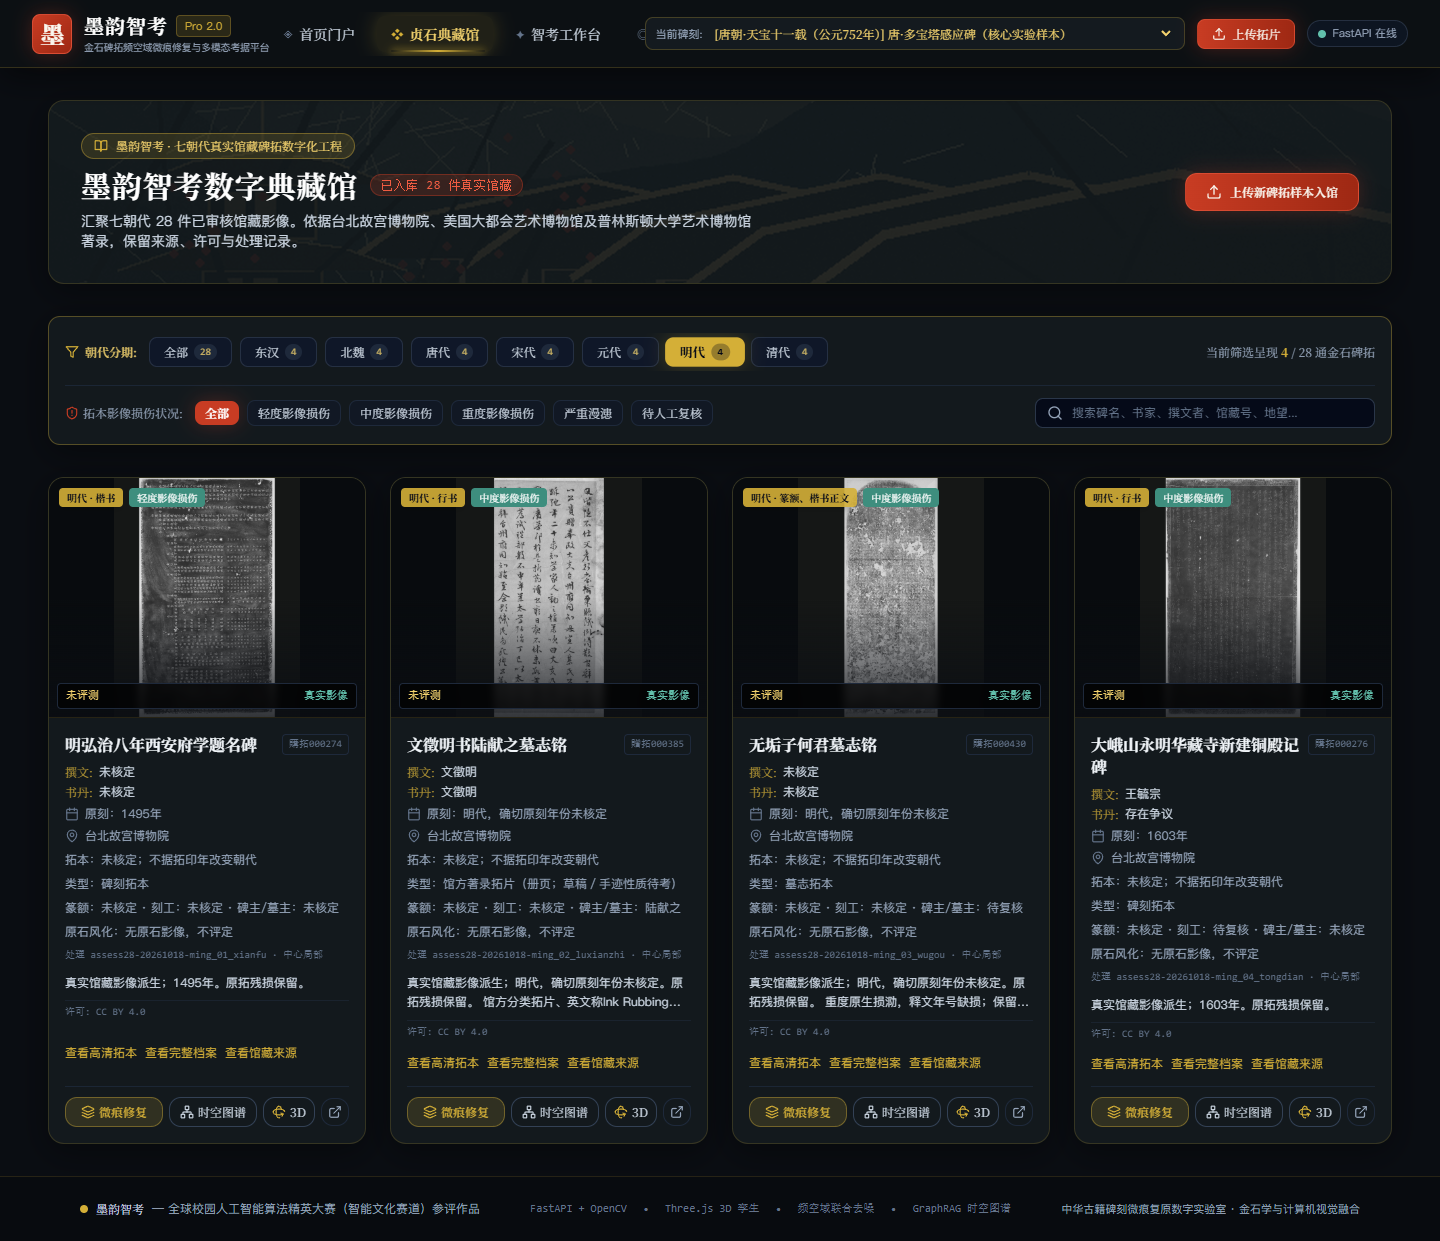 墨
墨韵智考
Pro 2.0
金石碑拓频空域微痕修复与多模态考据平台
首页门户
贞石典藏馆
智考工作台
当前碑刻:
[唐朝·天宝十一载（公元752年）] 唐·多宝塔感应碑（核心实验样本）
上传拓片
FastAPI 在线
墨韵智考 · 七朝代真实馆藏碑拓数字化工程
墨韵智考数字典藏馆
已入库 28 件真实馆藏
汇聚七朝代 28 件已审核馆藏影像。依据台北故宫博物院、美国大都会艺术博物馆及普林斯顿大学艺术博物馆
著录，保留来源、许可与处理记录。
上传新碑拓样本入馆
朝代分期:
全部 28
东汉 4
北魏 4
唐代 4
宋代 4
元代 4
明代 4
清代 4
当前筛选呈现 4 / 28 通金石碑拓
拓本影像损伤状况:
全部
轻度影像损伤
中度影像损伤
重度影像损伤
严重漫漶
待人工复核
搜索碑名、书家、撰文者、馆藏号、地望...
明代 · 楷书
轻度影像损伤
未评测
真实影像
明弘治八年西安府学题名碑
購拓000274
撰文: 未核定
书丹: 未核定
原刻：1495年
台北故宫博物院
拓本：未核定；不据拓印年改变朝代
类型：碑刻拓本
篆额：未核定 · 刻工：未核定 · 碑主/墓主：未核定
原石风化：无原石影像，不评定
处理 assess28-20261018-ming_01_xianfu · 中心局部
真实馆藏影像派生；1495年。原拓残损保留。
许可: CC BY 4.0
查看高清拓本 查看完整档案 查看馆藏来源
微痕修复
时空图谱
3D
明代 · 行书
中度影像损伤
未评测
真实影像
文徵明书陆献之墓志铭
贈拓000385
撰文: 文徵明
书丹: 文徵明
原刻：明代，确切原刻年份未核定
台北故宫博物院
拓本：未核定；不据拓印年改变朝代
类型：馆方著录拓片（册页；草稿 / 手迹性质待考）
篆额：未核定 · 刻工：未核定 · 碑主/墓主：陆献之
原石风化：无原石影像，不评定
处理 assess28-20261018-ming_02_luxianzhi · 中心局部
真实馆藏影像派生；明代，确切原刻年份未核定。原
拓残损保留。 馆方分类拓片、英文称Ink Rubbing...
许可: CC BY 4.0
查看高清拓本 查看完整档案 查看馆藏来源
微痕修复
时空图谱
3D
明代 · 篆额、楷书正文
中度影像损伤
未评测
真实影像
无垢子何君墓志铭
購拓000430
撰文: 未核定
书丹: 未核定
原刻：明代，确切原刻年份未核定
台北故宫博物院
拓本：未核定；不据拓印年改变朝代
类型：墓志拓本
篆额：未核定 · 刻工：未核定 · 碑主/墓主：待复核
原石风化：无原石影像，不评定
处理 assess28-20261018-ming_03_wugou · 中心局部
真实馆藏影像派生；明代，确切原刻年份未核定。原
拓残损保留。 重度原生损泐，释文年号缺损；保留...
许可: CC BY 4.0
查看高清拓本 查看完整档案 查看馆藏来源
微痕修复
时空图谱
3D
明代 · 行书
中度影像损伤
未评测
真实影像
大峨山永明华藏寺新建铜殿记
碑
購拓000276
撰文: 王毓宗
书丹: 存在争议
原刻：1603年
台北故宫博物院
拓本：未核定；不据拓印年改变朝代
类型：碑刻拓本
篆额：未核定 · 刻工：待复核 · 碑主/墓主：未核定
原石风化：无原石影像，不评定
处理 assess28-20261018-ming_04_tongdian · 中心局部
真实馆藏影像派生；1603年。原拓残损保留。
许可: CC BY 4.0
查看高清拓本 查看完整档案 查看馆藏来源
微痕修复
时空图谱
3D
墨韵智考 — 全球校园人工智能算法精英大赛（智能文化赛道）参评作品
FastAPI + OpenCV • Three.js 3D 孪生 • 频空域联合去噪 • GraphRAG 时空图谱
中华古籍碑刻微痕复原数字实验室 · 金石学与计算机视觉融合